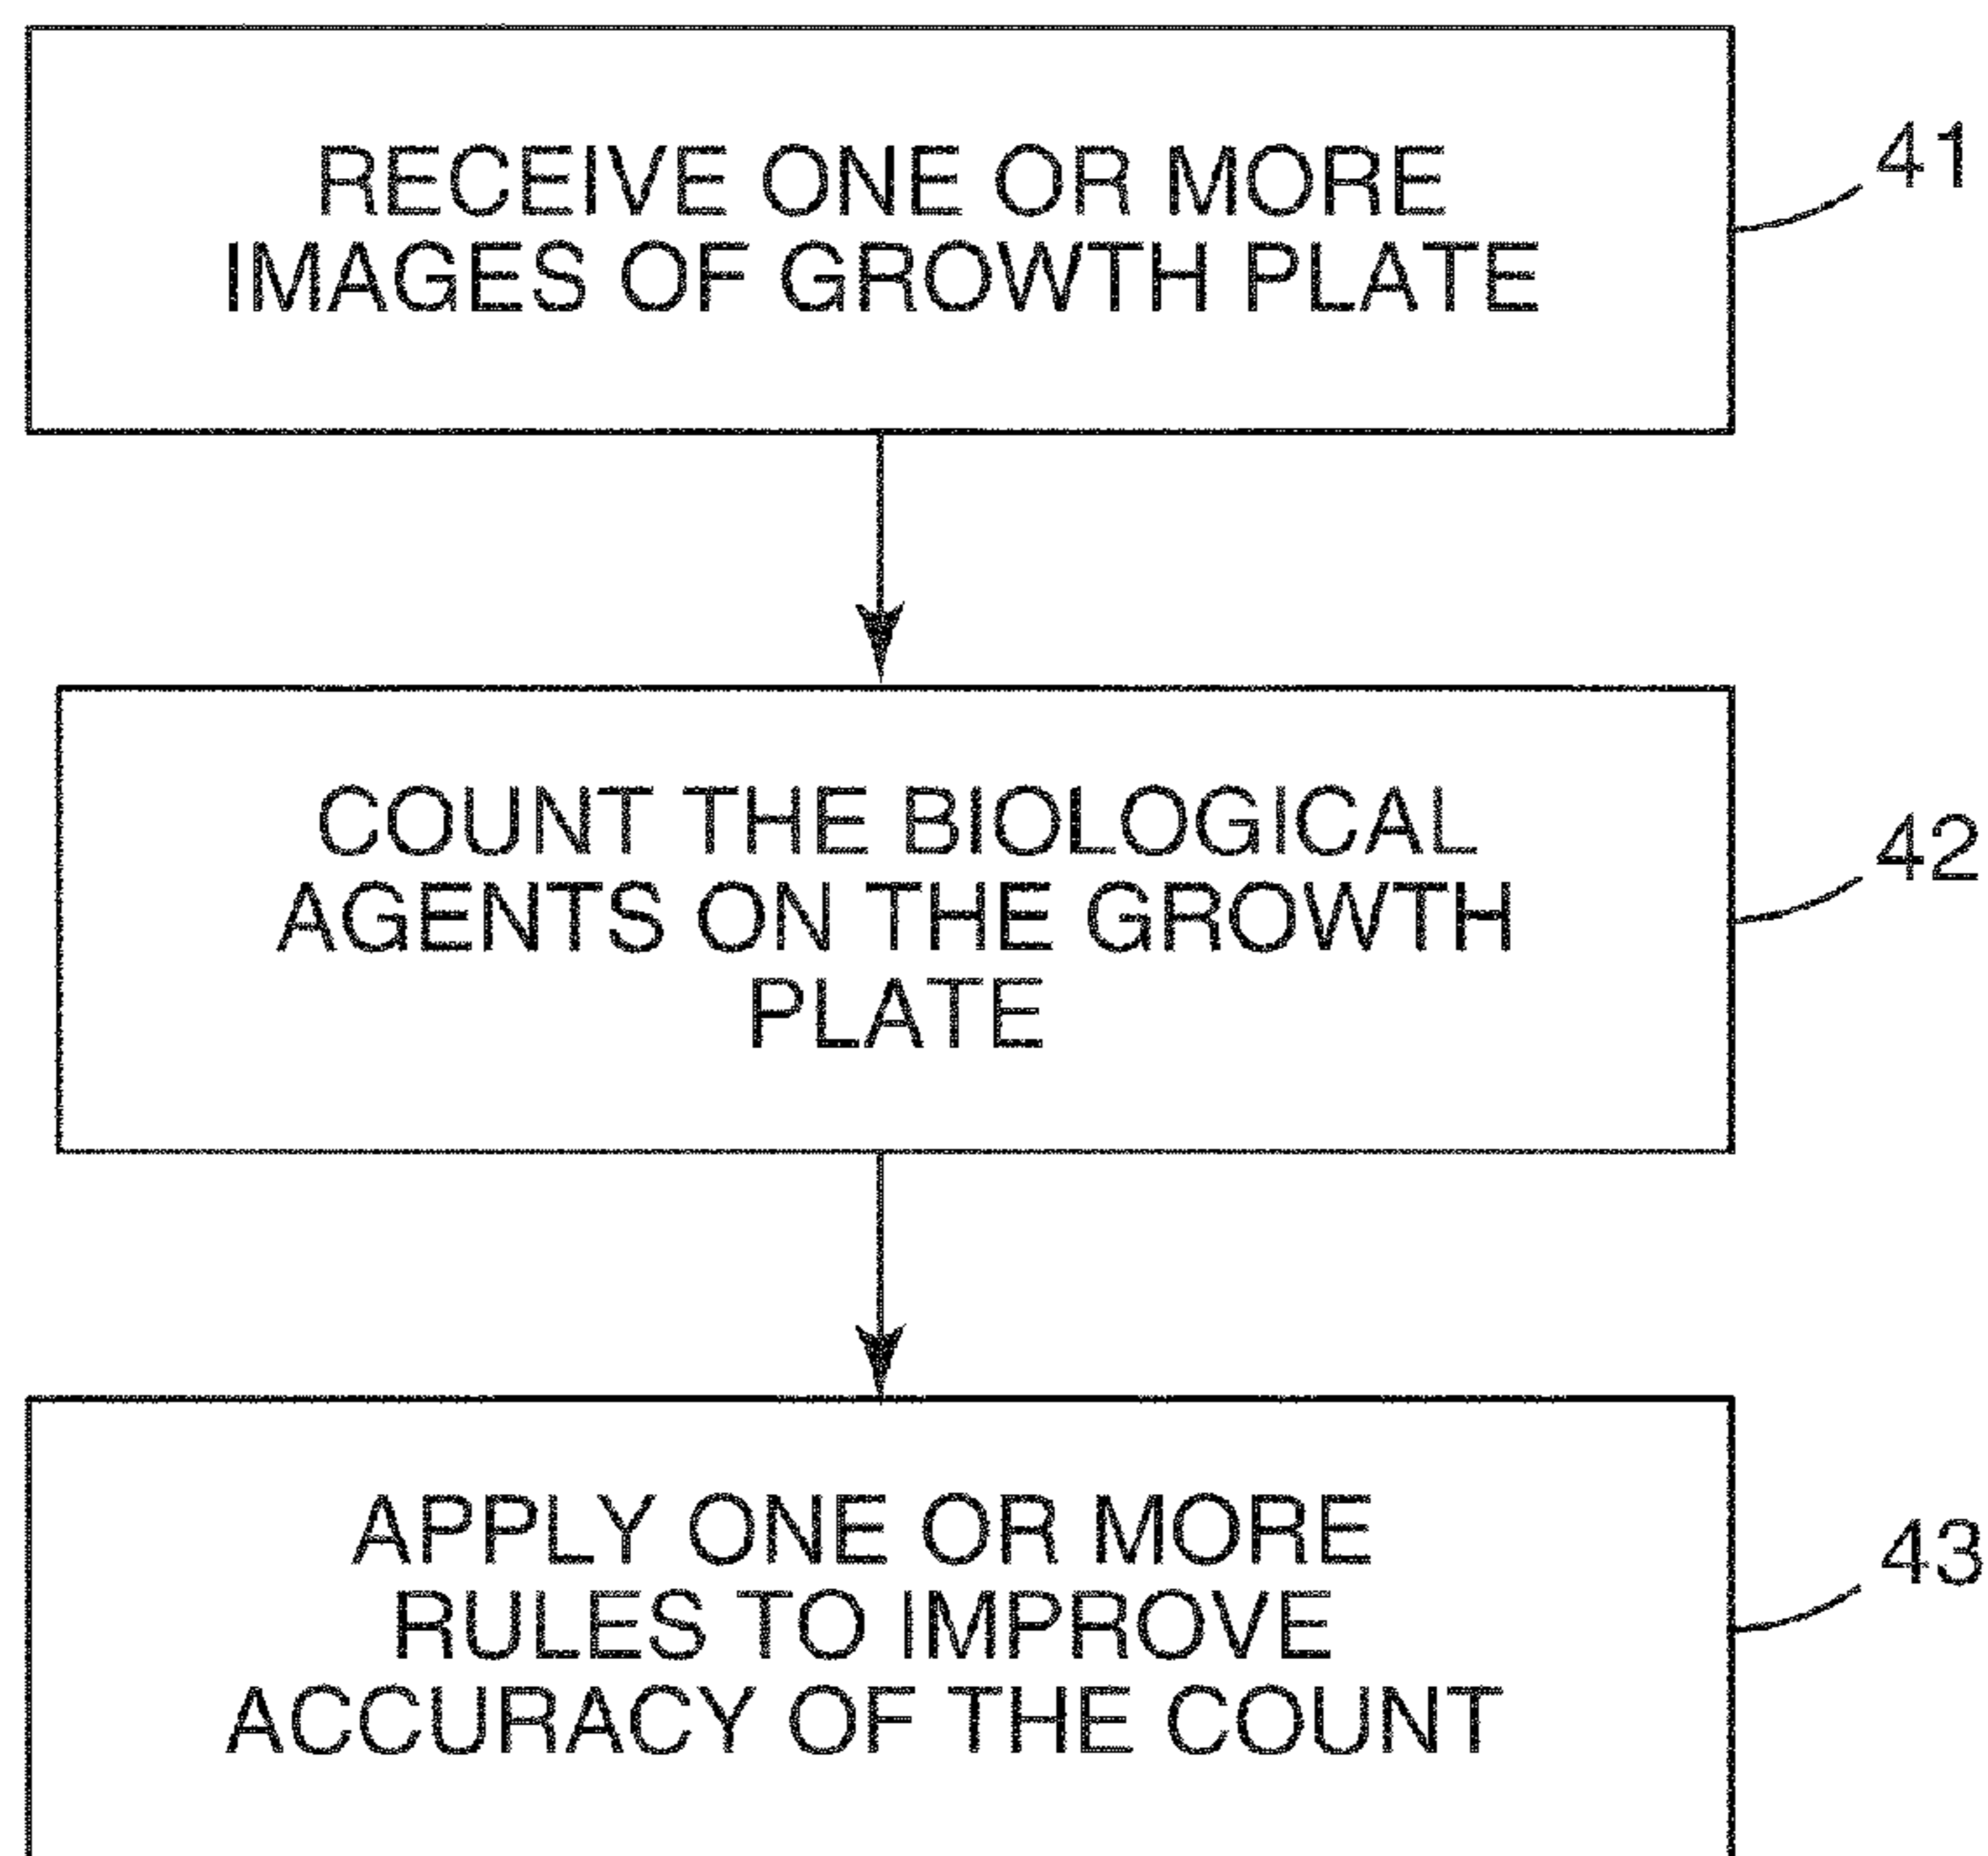 RECEIVE ONE OR MORE
IMAGES OF GROWTH PLATE
41
COUNT THE BIOLOGICAL
AGENTS ON THE GROWTH
PLATE
42
APPLY ONE OR MORE
RULES TO IMPROVE
ACCURACY OF THE COUNT
43